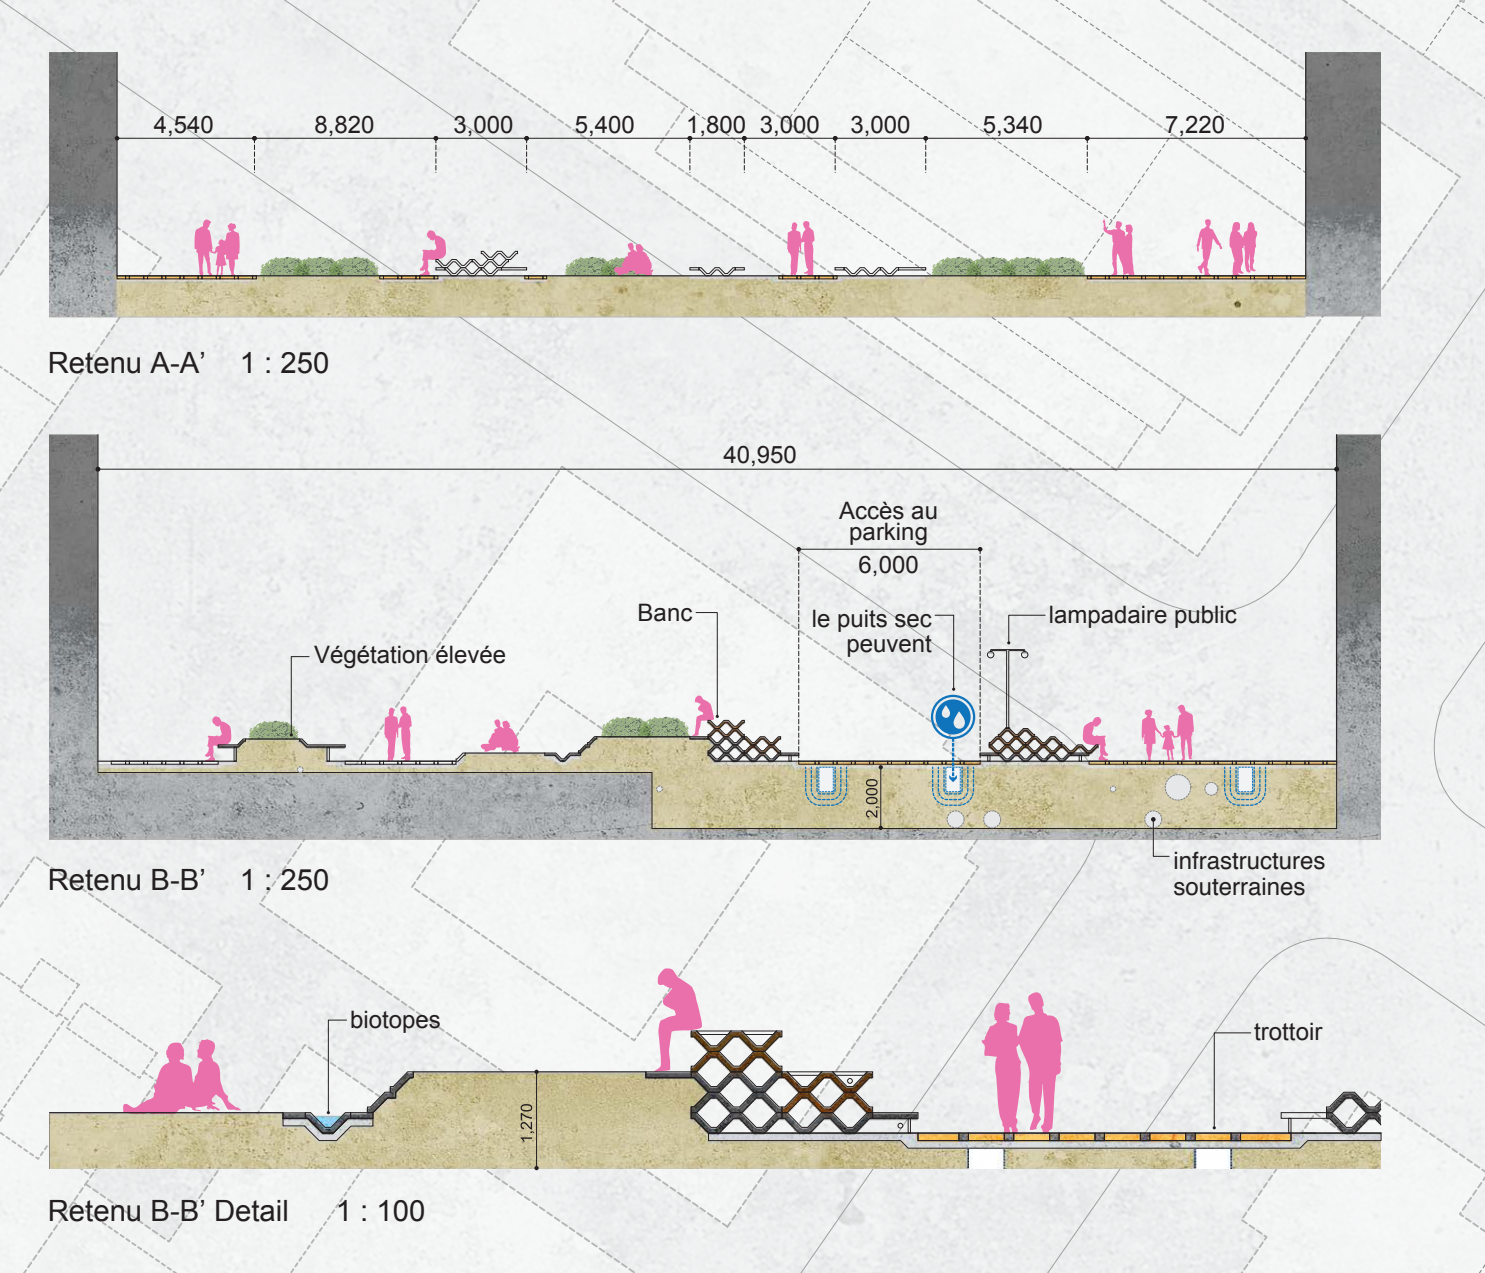 4,540 8,820 3,000 5,400 1,800 3,000 3,000 5,340 7,220
Retenu A-A’ 1 : 250
40,950
Accès au
parking
6,000
Banc
le puits sec
peuvent
lampadaire public
Végétation élevée
2,000
infrastructures
souterraines
Retenu B-B’ 1 : 250
biotopes
trottoir
1,270
Retenu B-B’ Detail 1 : 100